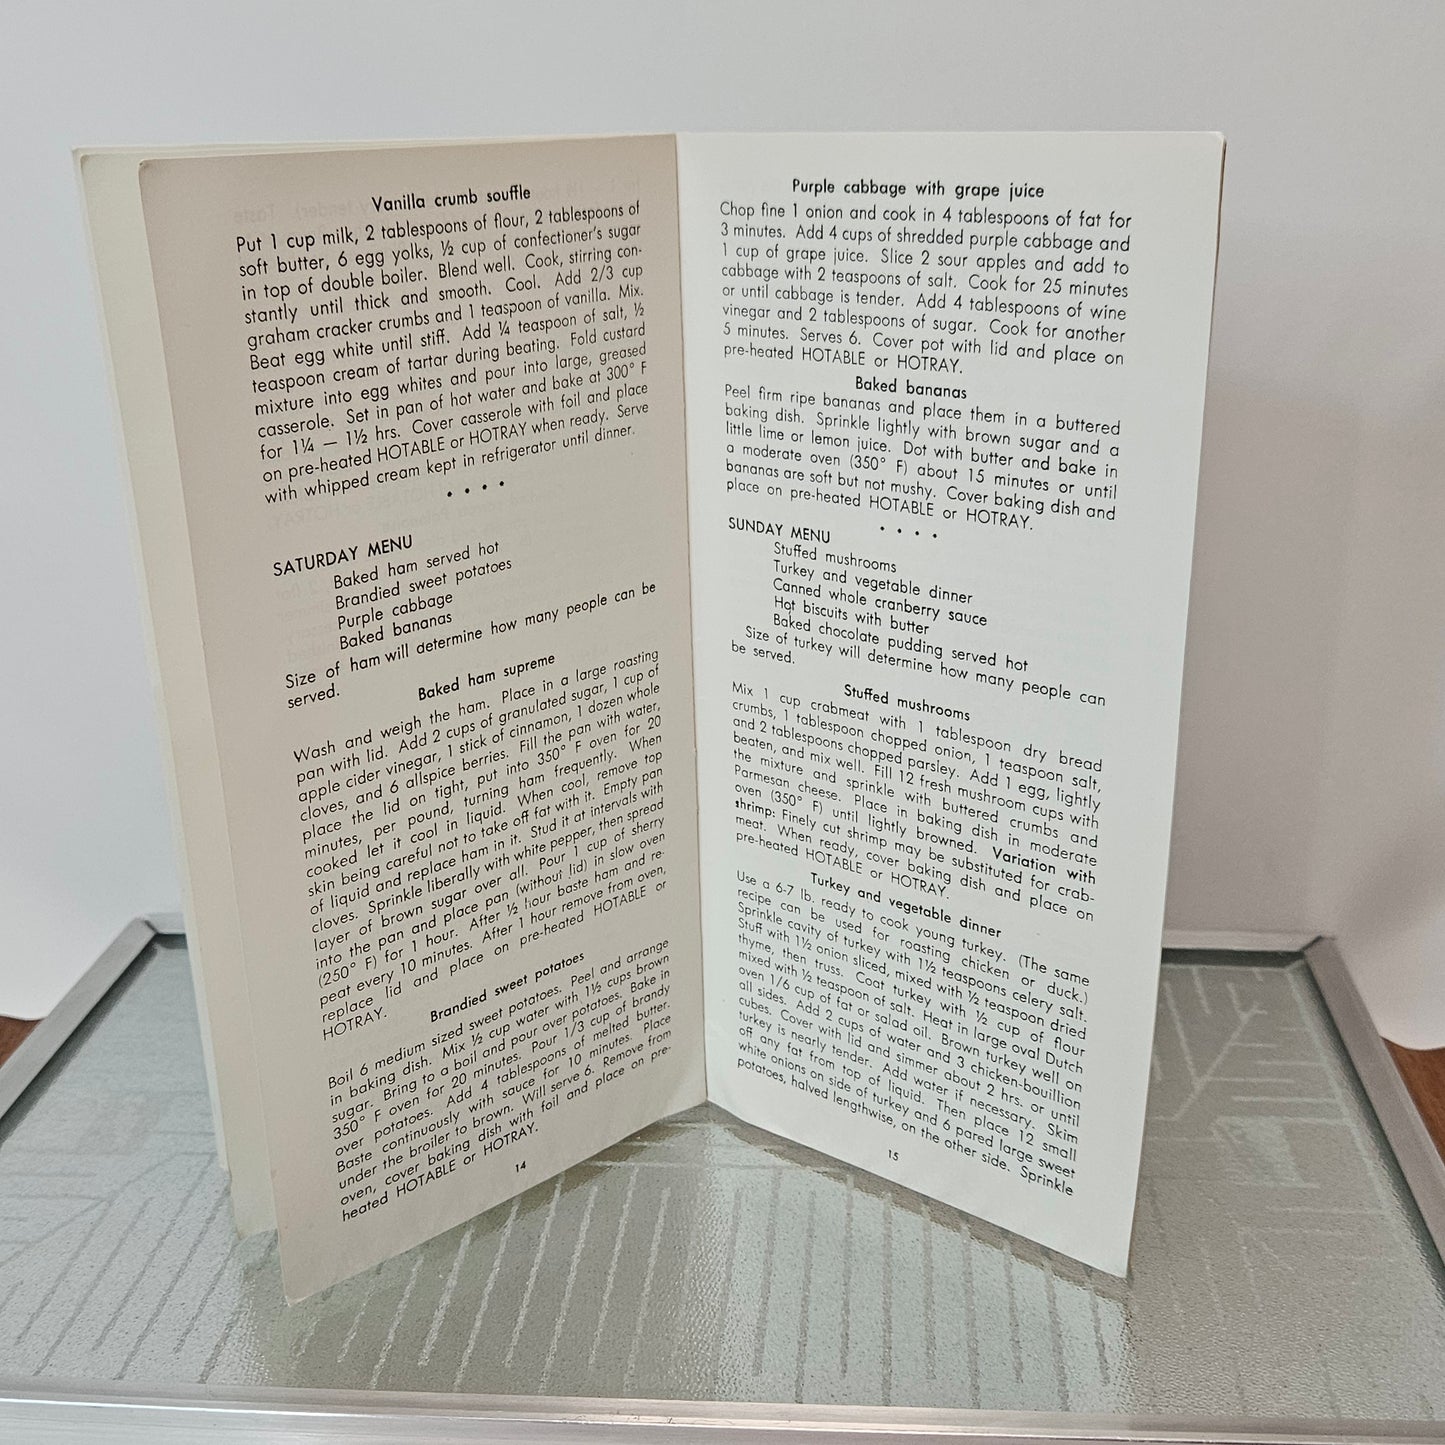 Vanilla crumb souffle
Put 1 cup milk, 2 tablespoons of flour, 2 tablespoons of
soft butter, 6 egg yolks, ½ cup of confectioner's sugar
in top of double boiler. Blend well. Cook, stirring con-
stantly until thick and smooth. Cool. Add 2/3 cup
graham cracker crumbs and 1 teaspoon of vanilla. Mix.
Beat egg white until stiff. Add ¼ teaspoon of salt, ½
teaspoon cream of tartar during beating. Fold custard
mixture into egg whites and pour into large, greased
casserole. Set in pan of hot water and bake at 300° F
for 1¼ — 1½ hrs. Cover casserole with foil and place
on pre-heated HOTABLE or HOTRAY when ready. Serve
with whipped cream kept in refrigerator until dinner.
• • • •
SATURDAY MENU
Baked ham served hot
Brandied sweet potatoes
Purple cabbage
Baked bananas
Size of ham will determine how many people can be
served.
Baked ham supreme
Wash and weigh the ham. Place in a large roasting
pan with lid. Add 2 cups of granulated sugar, 1 cup of
apple cider vinegar, 1 stick of cinnamon, 1 dozen whole
cloves, and 6 allspice berries. Fill the pan with water,
place the lid on tight, put into 350° F oven for 20
minutes, per pound, turning ham frequently. When
cooked let it cool in liquid. When cool, remove top
skin being careful not to take off fat with it. Empty pan
of liquid and replace ham in it. Stud it at intervals with
cloves. Sprinkle liberally with white pepper, then spread
layer of brown sugar over all. Pour 1 cup of sherry
into the pan and place pan (without lid) in slow oven
(250° F) for 1 hour. After ½ hour baste ham and re-
peat every 10 minutes. After 1 hour remove from oven,
replace lid and place on pre-heated HOTABLE or
HOTRAY.
Brandied sweet potatoes
Boil 6 medium sized sweet potatoes. Peel and arrange
in baking dish. Mix ½ cup water with 1½ cups brown
sugar. Bring to a boil and pour over potatoes. Bake in
350° F oven for 20 minutes. Pour 1/3 cup of brandy
over potatoes. Add 4 tablespoons of melted butter.
Baste continuously with sauce for 10 minutes. Place
under the broiler to brown. Will serve 6. Remove from
oven, cover baking dish with foil and place on pre-
heated HOTABLE or HOTRAY.
14
Purple cabbage with grape juice
Chop fine 1 onion and cook in 4 tablespoons of fat for
3 minutes. Add 4 cups of shredded purple cabbage and
1 cup of grape juice. Slice 2 sour apples and add to
cabbage with 2 teaspoons of salt. Cook for 25 minutes
or until cabbage is tender. Add 4 tablespoons of wine
vinegar and 2 tablespoons of sugar. Cook for another
5 minutes. Serves 6. Cover pot with lid and place on
pre-heated HOTABLE or HOTRAY.
Baked bananas
Peel firm ripe bananas and place them in a buttered
baking dish. Sprinkle lightly with brown sugar and a
little lime or lemon juice. Dot with butter and bake in
a moderate oven (350° F) about 15 minutes or until
bananas are soft but not mushy. Cover baking dish and
place on pre-heated HOTABLE or HOTRAY.
• • • •
SUNDAY MENU
Stuffed mushrooms
Turkey and vegetable dinner
Canned whole cranberry sauce
Hot biscuits with butter
Baked chocolate pudding served hot
Size of turkey will determine how many people can
be served.
Stuffed mushrooms
Mix 1 cup crabmeat with 1 tablespoon dry bread
crumbs, 1 tablespoon chopped onion, 1 teaspoon salt,
and 2 tablespoons chopped parsley. Add 1 egg, lightly
beaten, and mix well. Fill 12 fresh mushroom cups with
the mixture and sprinkle with buttered crumbs and
Parmesan cheese. Place in baking dish in moderate
oven (350° F) until lightly browned. Variation with
shrimp: Finely cut shrimp may be substituted for crab-
meat. When ready, cover baking dish and place on
pre-heated HOTABLE or HOTRAY.
Turkey and vegetable dinner
Use a 6-7 lb. ready to cook young turkey. (The same
recipe can be used for roasting chicken or duck.)
Sprinkle cavity of turkey with 1½ teaspoons celery salt.
Stuff with 1½ onion sliced, mixed with ½ teaspoon dried
thyme, then truss. Coat turkey with ½ cup of flour
mixed with ½ teaspoon of salt. Heat in large oval Dutch
oven 1/6 cup of fat or salad oil. Brown turkey well on
all sides. Add 2 cups of water and 3 chicken-bouillion
cubes. Cover with lid and simmer about 2 hrs. or until
turkey is nearly tender. Add water if necessary. Skim
off any fat from top of liquid. Then place 12 small
white onions on side of turkey and 6 pared large sweet
potatoes, halved lengthwise, on the other side. Sprinkle
15